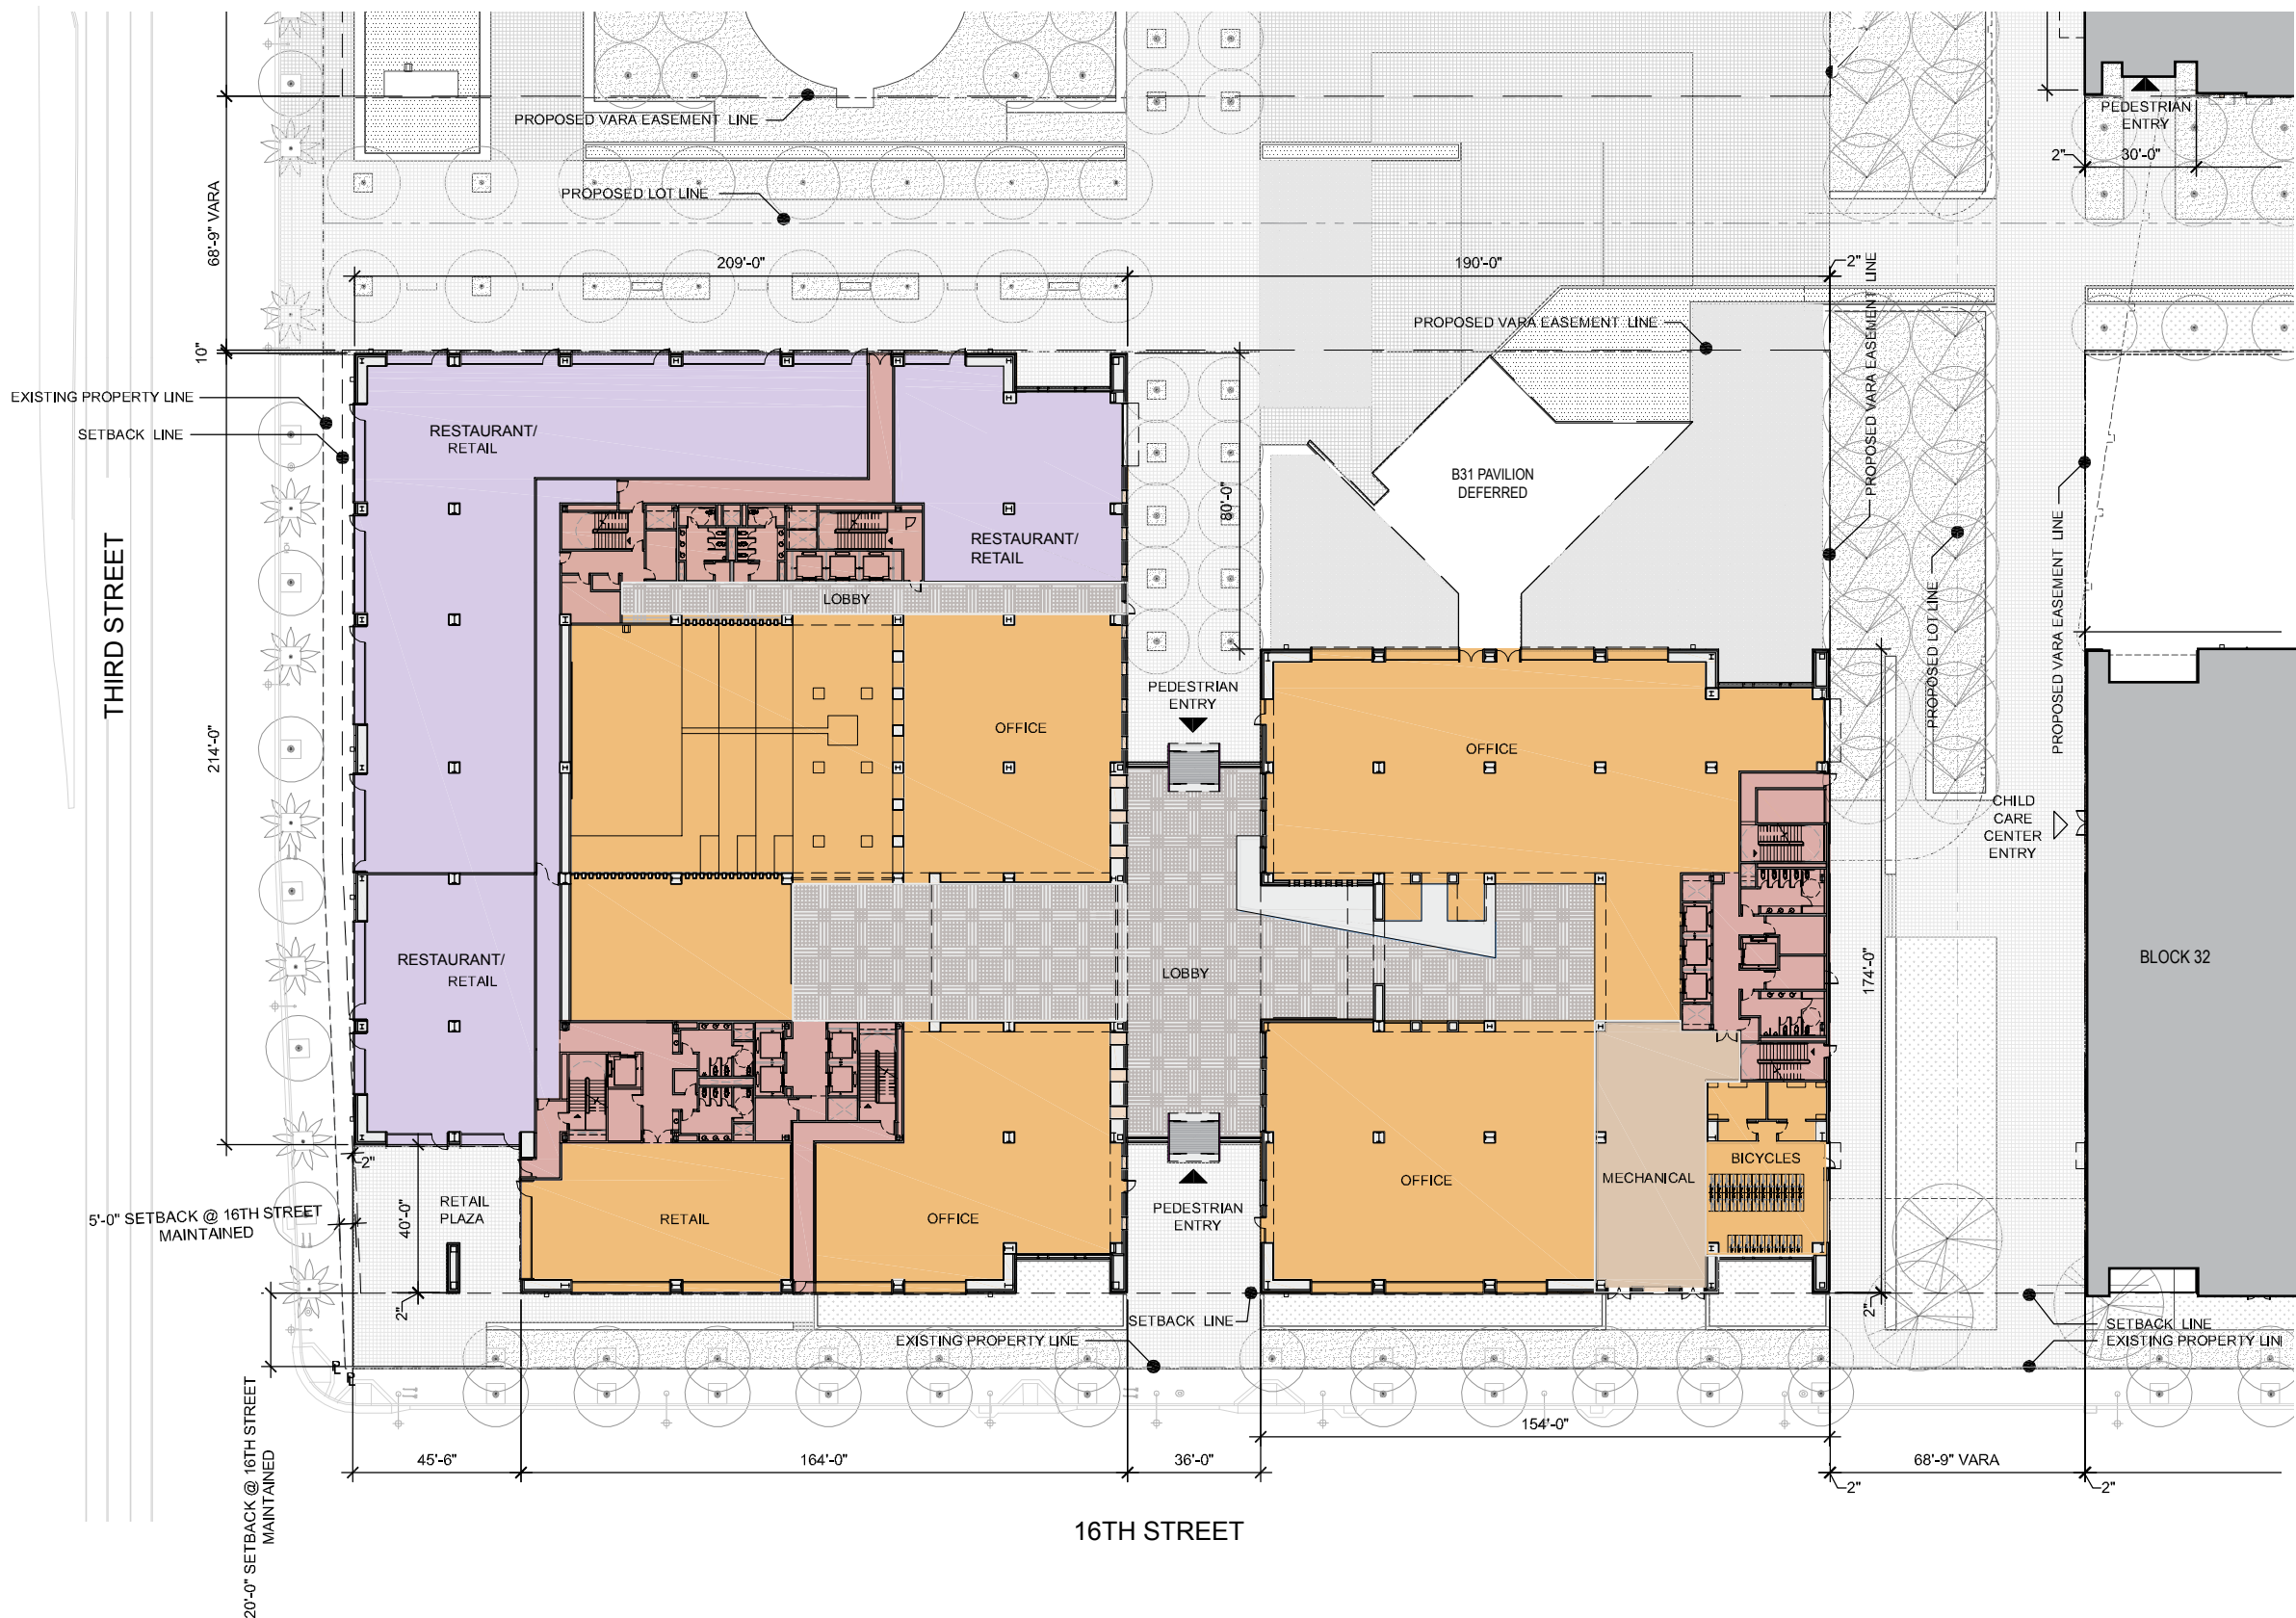 PROPOSED VARA EASEMENT LINE
PEDESTRIAN
ENTRY
2"
30'-0"
PROPOSED LOT LINE
68'-9" VARA
209'-0"
190'-0"
2"
PROPOSED VARA EASEMENT LINE
PROPOSED VARA EASEMENT LINE
10"
EXISTING PROPERTY LINE
SETBACK LINE
RESTAURANT/
RETAIL
B31 PAVILION
DEFERRED
80'-0"
RESTAURANT/
RETAIL
THIRD STREET
LOBBY
PROPOSED LOT LINE
PROPOSED VARA EASEMENT LINE
PEDESTRIAN
ENTRY
214'-0"
OFFICE
OFFICE
CHILD
CARE
CENTER
ENTRY
RESTAURANT/
RETAIL
LOBBY
174'-0"
BLOCK 32
2"
RETAIL
PLAZA
40'-0"
5'-0" SETBACK @ 16TH STREET
MAINTAINED
RETAIL
OFFICE
PEDESTRIAN
ENTRY
OFFICE
MECHANICAL
BICYCLES
2"
2"
SETBACK LINE
EXISTING PROPERTY LINE
SETBACK LINE
EXISTING PROPERTY LIN
PL
PL
20'-0" SETBACK @ 16TH STREET
MAINTAINED
154'-0"
45'-6"
164'-0"
36'-0"
68'-9" VARA
2"
2"
16TH STREET